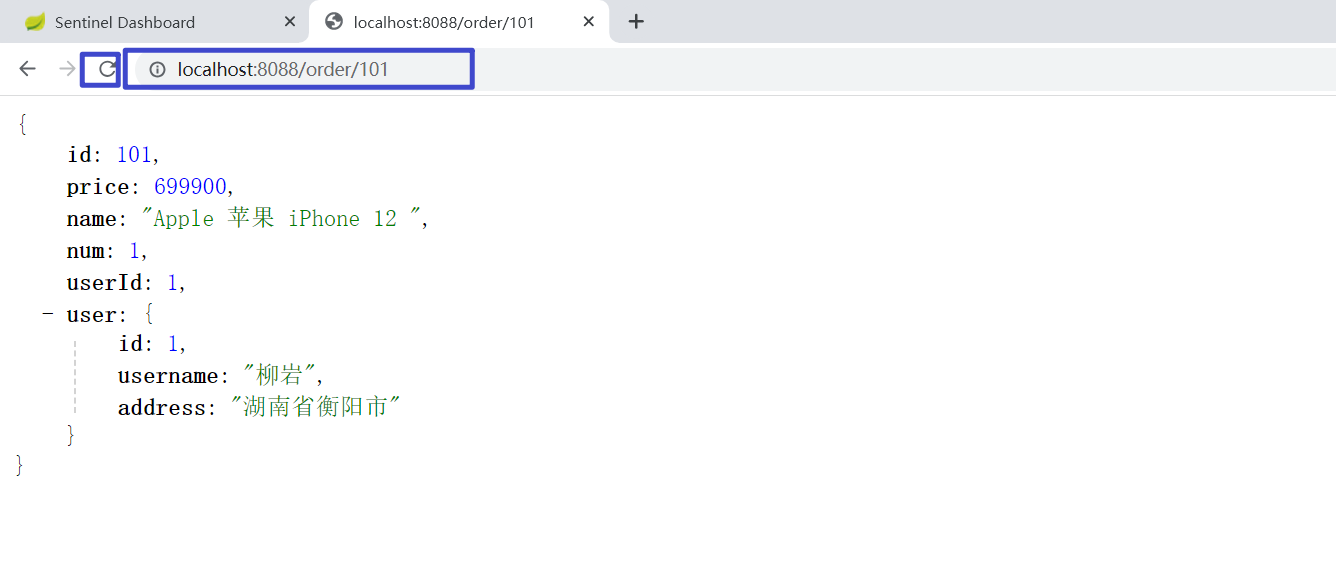 Sentinel Dashboard
localhost:8088/order/101
localhost:8088/order/101
{
id: 101,
price: 699900,
name: "Apple 苹果 iPhone 12 ",
num: 1,
userId: 1,
- user: {
id: 1,
username: "柳岩",
address: "湖南省衡阳市"
}
}